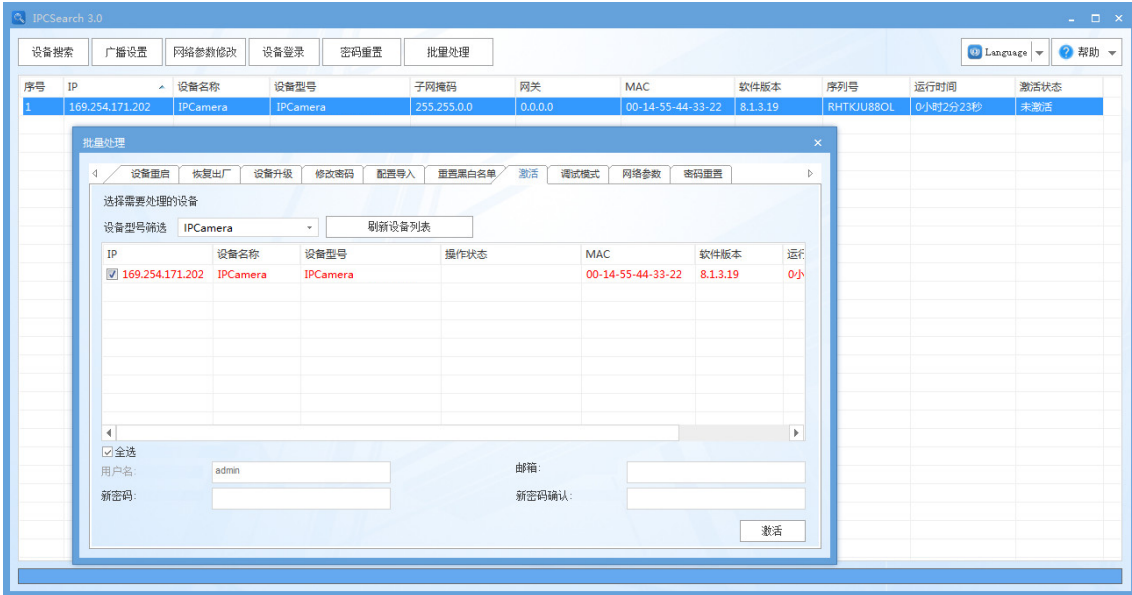 IPCSearch 3.0
设备搜索 广播设置 网络参数修改 设备登录 密码重置 批量处理 Language 帮助
序号 IP 设备名称 设备型号 子网掩码 网关 MAC 软件版本 序列号 运行时间 激活状态
1 169.254.171.202 IPCamera IPCamera 255.255.0.0 0.0.0.0 00-14-55-44-33-22 8.1.3.19 RHTKJU88OL 0小时2分23秒 未激活
批里处理
设备重启 恢复出厂 设备升级 修改密码 配置导入 重置黑白名单 激活 调试模式 网络参数 密码重置
选择需要处理的设备
设备型号筛选 IPCamera 刷新设备列表
IP 设备名称 设备型号 操作状态 MAC 软件版本 运行
169.254.171.202 IPCamera IPCamera 00-14-55-44-33-22 8.1.3.19 0小
全选
用户名: admin 邮箱:
新密码: 新密码确认:
激活